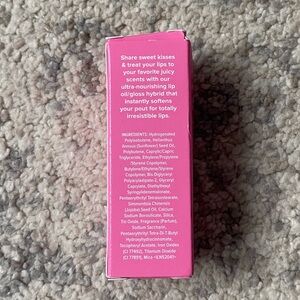 Share sweet kisses
& treat your lips to
your favorite juicy
scents with our
ultra-nourishing lip
oil/gloss hybrid that
instantly softens
your pout for totally
irresistible lips.
INGREDIENTS: Hydrogenated
Polyisobutene, Helianthus
Annuus (Sunflower) Seed Oil,
Polybutene, Caprylic/Capric
Triglyceride, Ethylene/Propylene
/Styrene Copolymer,
Butylene/Ethylene/Styrene
Copolymer, Bis-Diglyceryl
Polyacyladipate-2, Glyceryl
Caprylate, Diethylhexyl
Syringylidenemalonate,
Pentaerythrityl Tetraisostearate,
Simmondsia Chinensis
(Jojoba) Seed Oil, Calcium
Sodium Borosilicate, Silica,
Tin Oxide, Fragrance (Parfum),
Sodium Saccharin,
Pentaerythrityl Tetra-Di-T-Butyl
Hydroxyhydrocinnamate,
Tocopheryl Acetate, Iron Oxides
(CI 77492), Titanium Dioxide
(CI 77891), Mica